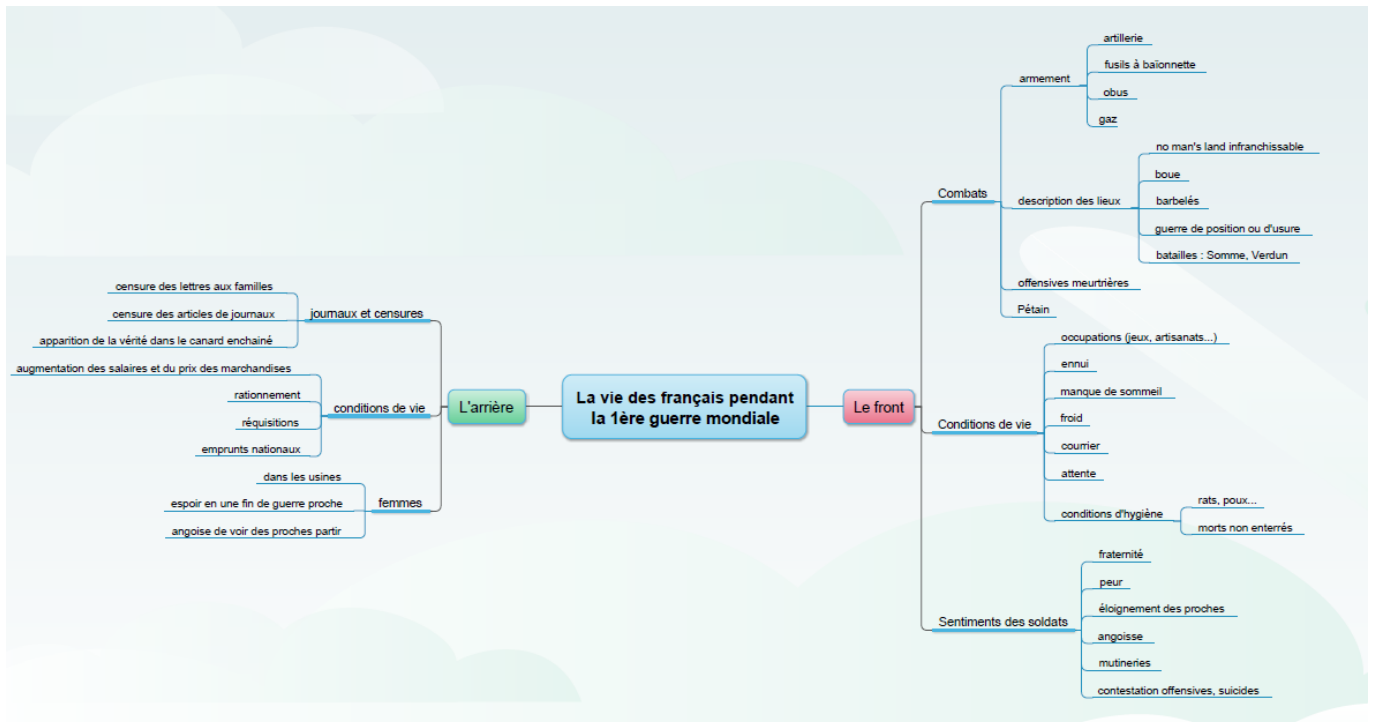 La vie des français pendant
la 1ère guerre mondiale
Le front
Combats
armement
artillerie
fusils à baïonnette
obus
gaz
description des lieux
no man's land infranchissable
boue
barbelés
guerre de position ou d'usure
batailles : Somme, Verdun
offensives meurtrières
Pétain
Conditions de vie
occupations (jeux, artisanats...)
ennui
manque de sommeil
froid
courrier
attente
conditions d'hygiène
rats, poux...
morts non enterrés
Sentiments des soldats
fraternité
peur
éloignement des proches
angoisse
mutineries
contestation offensives, suicides
L'arrière
journaux et censures
censure des lettres aux familles
censure des articles de journaux
apparition de la vérité dans le canard enchainé
conditions de vie
augmentation des salaires et du prix des marchandises
rationnement
réquisitions
emprunts nationaux
femmes
dans les usines
espoir en une fin de guerre proche
angoise de voir des proches partir